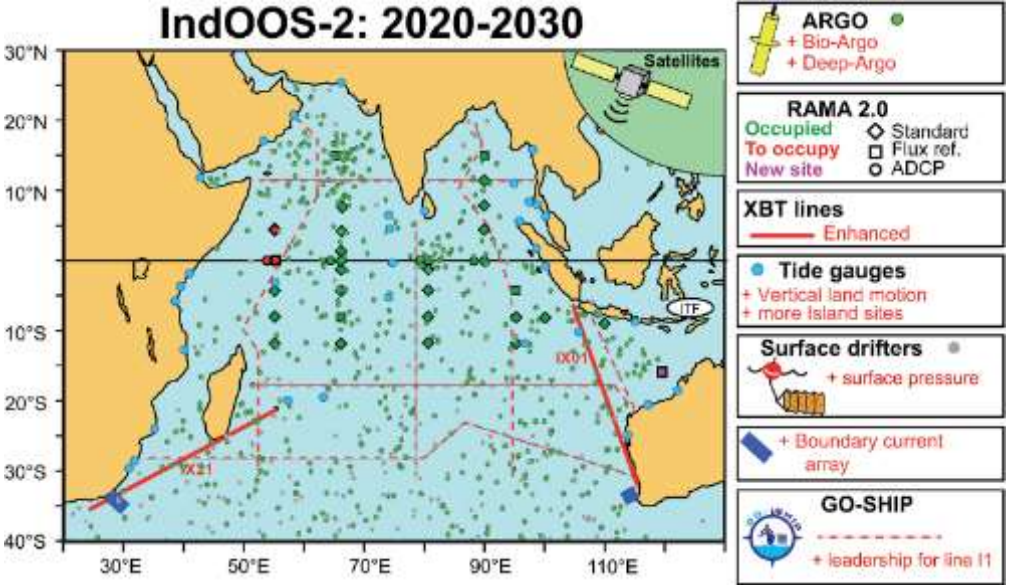 IndOOS-2: 2020-2030
30°N
20°N
10°N
0°
10°S
20°S
30°S
40°S
30°E
50°E
70°E
90°E
110°E
Satellites
ITF
IX01
IX21
ARGO
+ Bio-Argo
+ Deep-Argo
RAMA 2.0
Occupied
Standard
To occupy
Flux ref.
New site
ADCP
XBT lines
Enhanced
Tide gauges
+ Vertical land motion
+ more Island sites
Surface drifters
+ surface pressure
+ Boundary current
array
GO-SHIP
GO SHIP
+ leadership for line I1